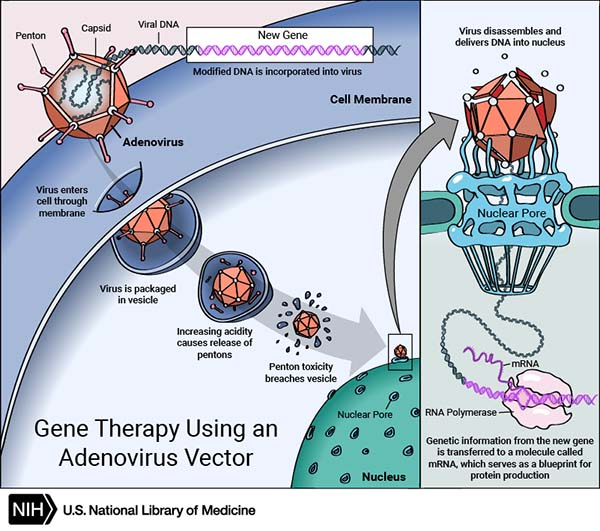 Penton
Capsid
Viral DNA
New Gene
Modified DNA is incorporated into virus
Cell Membrane
Adenovirus
Virus enters
cell through
membrane
Virus is packaged
in vesicle
Increasing acidity
causes release of
pentons
Penton toxicity
breaches vesicle
Nuclear Pore
Nucleus
Gene Therapy Using an
Adenovirus Vector
Virus disassembles and
delivers DNA into nucleus
Nuclear Pore
mRNA
RNA Polymerase
Genetic information from the new gene
is transferred to a molecule called
mRNA, which serves as a blueprint for
protein production
NIH U.S. National Library of Medicine